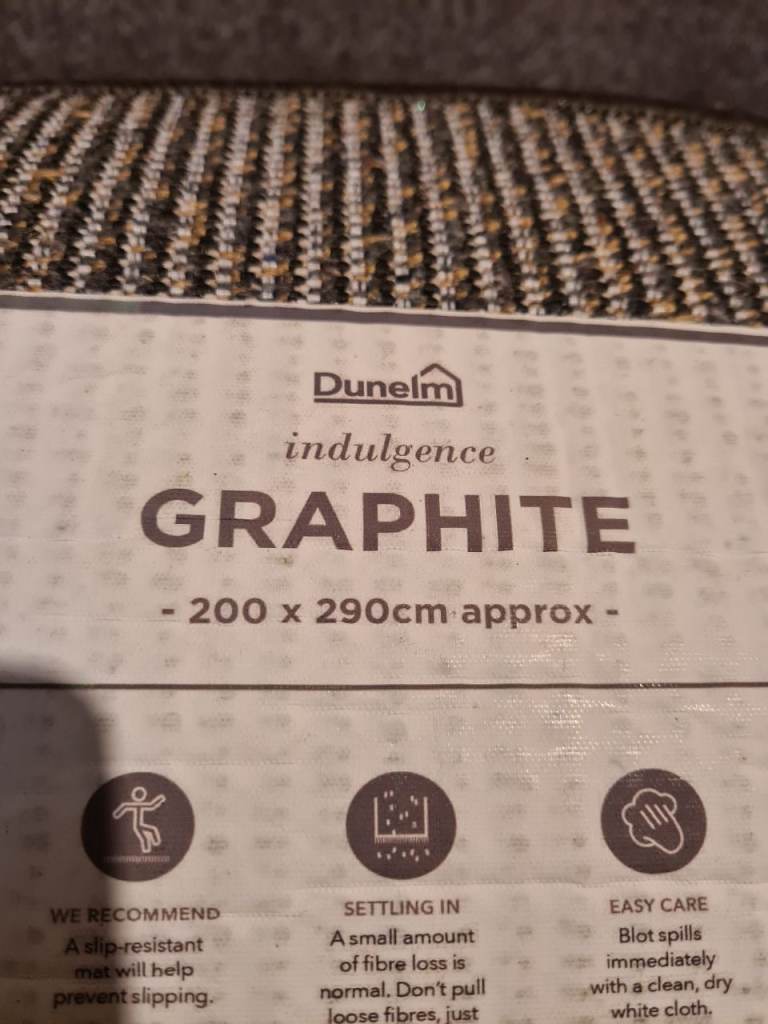 Dunelm
indulgence
GRAPHITE
- 200 x 290cm approx -
WE RECOMMEND
A slip-resistant
mat will help
prevent slipping.
SETTLING IN
A small amount
of fibre loss is
normal. Don't pull
loose fibres, just
EASY CARE
Blot spills
immediately
with a clean, dry
white cloth.